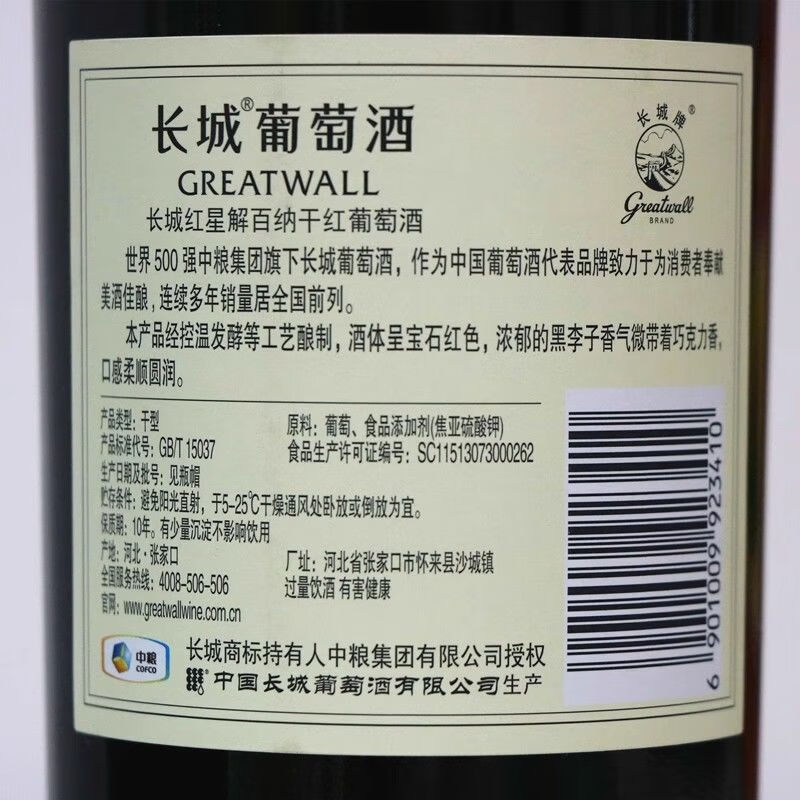 长城®葡萄酒
GREATWALL
长城牌®
Greatwall
BRAND
长城红星解百纳干红葡萄酒
世界500强中粮集团旗下长城葡萄酒，作为中国葡萄酒代表品牌致力于为消费者奉献
美酒佳酿，连续多年销量居全国前列。
本产品经控温发酵等工艺酿制，酒体呈宝石红色，浓郁的黑李子香气微带着巧克力香，
口感柔顺圆润。
产品类型：干型
产品标准代号：GB/T 15037
生产日期及批号：见瓶帽
原料：葡萄、食品添加剂(焦亚硫酸钾)
食品生产许可证编号：SC11513073000262
贮存条件：避免阳光直射，于5-25℃干燥通风处卧放或倒放为宜。
保质期：10年。有少量沉淀不影响饮用
产地：河北·张家口
全国服务热线：4008-506-506
官网：www.greatwallwine.com.cn
厂址：河北省张家口市怀来县沙城镇
过量饮酒 有害健康
中粮
COFCO
长城商标持有人中粮集团有限公司授权
中国长城葡萄酒有限公司生产
6 901009 923410